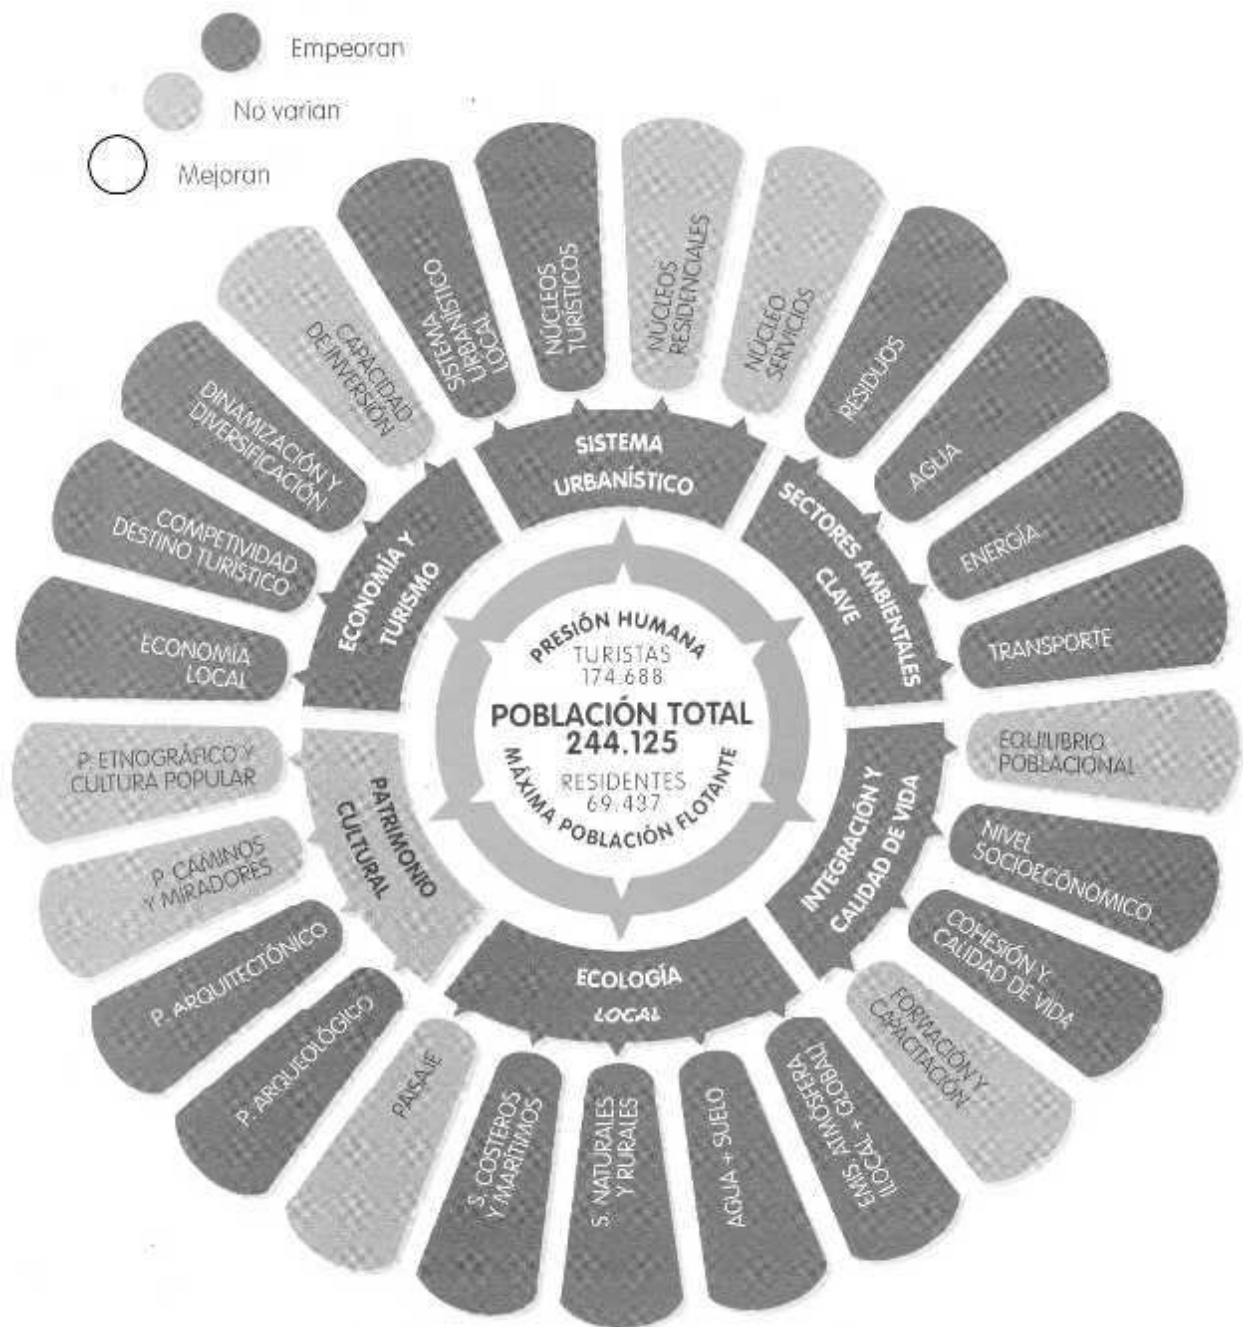 Empeoran
No varian
Mejoran
SISTEMA
URBANÍSTICO
LOCAL
NÚCLEOS
TURÍSTICOS
NÚCLEOS
RESIDENCIALES
NÚCLEO
SERVICIOS
RESIDUOS
AGUA
ENERGÍA
TRANSPORTE
EQUILIBRIO
POBLACIONAL
NIVEL
SOCIOECONÓMICO
COHESIÓN Y
CALIDAD DE VIDA
FORMACIÓN Y
CAPACITACIÓN
EMIS. ATMÓSFERA
(LOCAL + GLOBAL)
AGUA + SUELO
S. NATURALES
Y RURALES
S. COSTEROS
Y MARÍTIMOS
PAISAJE
P. ARQUEOLÓGICO
P. ARQUITECTÓNICO
P. CAMINOS
Y MIRADORES
P. ETNOGRÁFICO Y
CULTURA POPULAR
ECONOMÍA
LOCAL
COMPETIVIDAD
DESTINO TURÍSTICO
DINAMIZACIÓN Y
DIVERSIFICACIÓN
CAPACIDAD
DE INVERSIÓN
SISTEMA
URBANÍSTICO
SECTORES AMBIENTALES
CLAVE
INTEGRACIÓN Y
CALIDAD DE VIDA
ECOLOGÍA
LOCAL
PATRIMONIO
CULTURAL
ECONOMÍA Y
TURISMO
PRESIÓN HUMANA
TURISTAS
174.688
POBLACIÓN TOTAL
244.125
RESIDENTES
69.437
MÁXIMA POBLACIÓN FLOTANTE